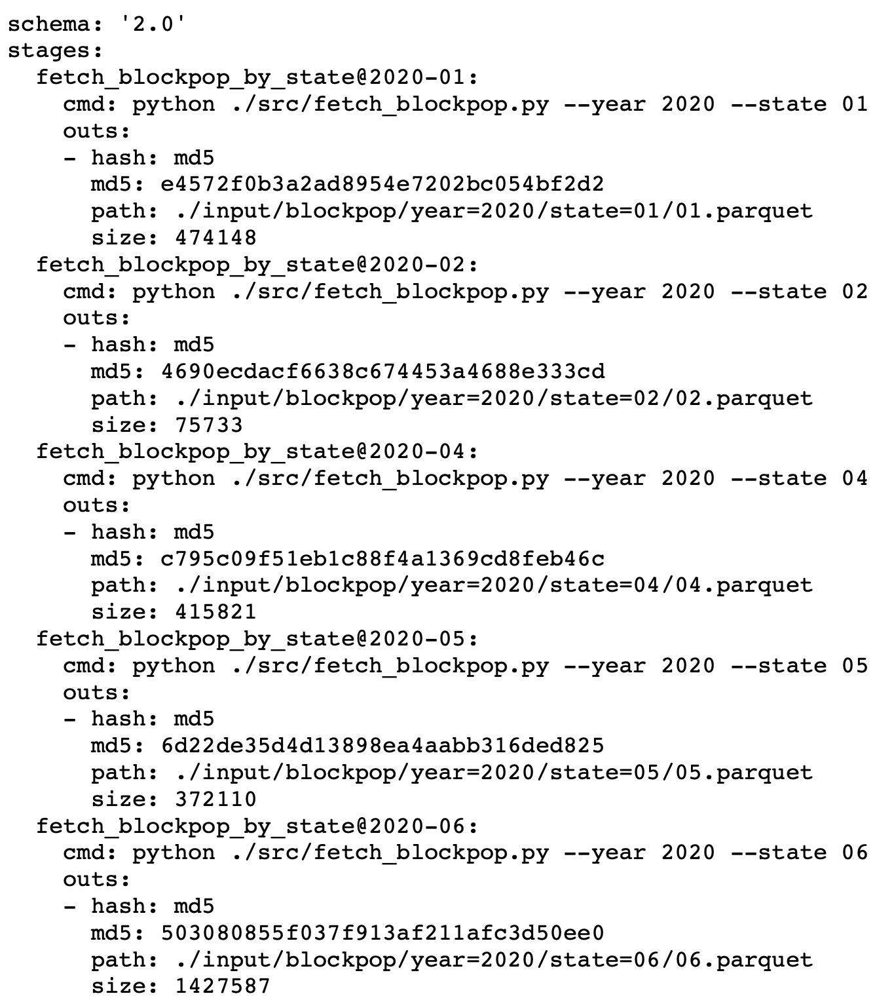 schema: '2.0'
stages:
  fetch_blockpop_by_state@2020-01:
    cmd: python ./src/fetch_blockpop.py --year 2020 --state 01
    outs:
    - hash: md5
      md5: e4572f0b3a2ad8954e7202bc054bf2d2
      path: ./input/blockpop/year=2020/state=01/01.parquet
      size: 474148
  fetch_blockpop_by_state@2020-02:
    cmd: python ./src/fetch_blockpop.py --year 2020 --state 02
    outs:
    - hash: md5
      md5: 4690ecdacf6638c674453a4688e333cd
      path: ./input/blockpop/year=2020/state=02/02.parquet
      size: 75733
  fetch_blockpop_by_state@2020-04:
    cmd: python ./src/fetch_blockpop.py --year 2020 --state 04
    outs:
    - hash: md5
      md5: c795c09f51eb1c88f4a1369cd8feb46c
      path: ./input/blockpop/year=2020/state=04/04.parquet
      size: 415821
  fetch_blockpop_by_state@2020-05:
    cmd: python ./src/fetch_blockpop.py --year 2020 --state 05
    outs:
    - hash: md5
      md5: 6d22de35d4d13898ea4aabb316ded825
      path: ./input/blockpop/year=2020/state=05/05.parquet
      size: 372110
  fetch_blockpop_by_state@2020-06:
    cmd: python ./src/fetch_blockpop.py --year 2020 --state 06
    outs:
    - hash: md5
      md5: 503080855f037f913af211afc3d50ee0
      path: ./input/blockpop/year=2020/state=06/06.parquet
      size: 1427587